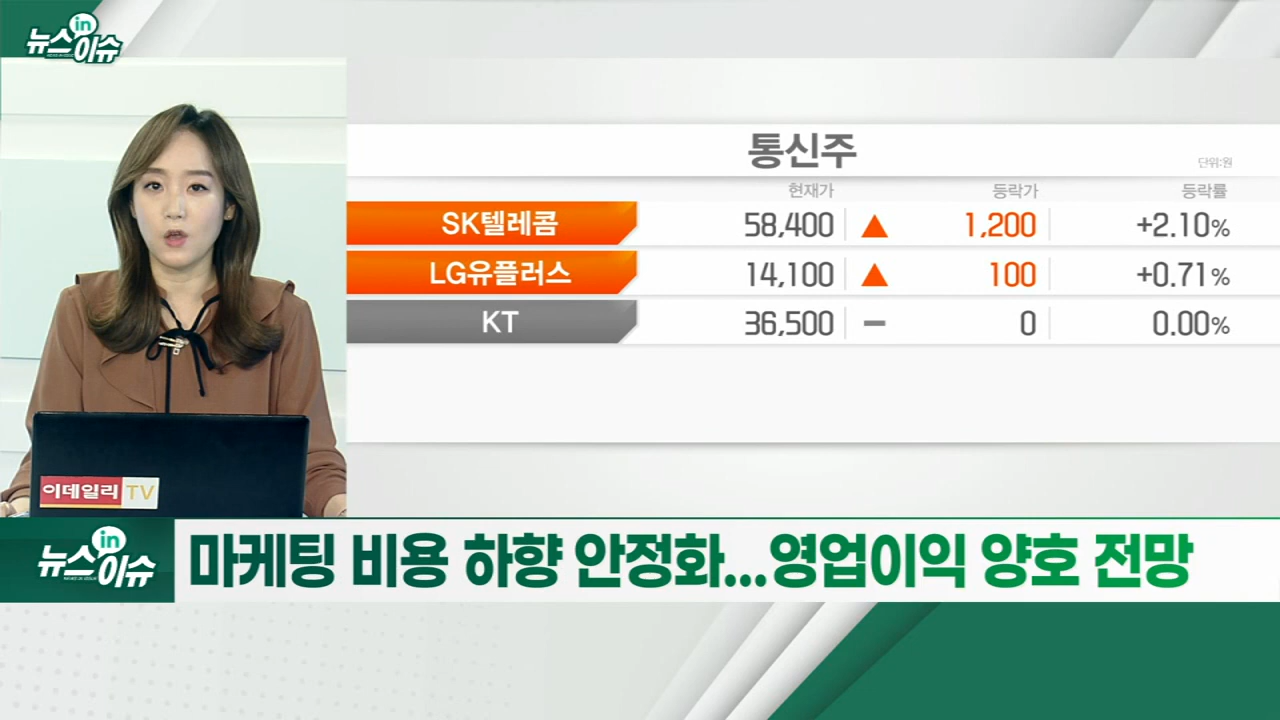 뉴스in이슈
통신주
단위:원
현재가 등락가 등락률
SK텔레콤 58,400 ▲ 1,200 +2.10%
LG유플러스 14,100 ▲ 100 +0.71%
KT 36,500 - 0 0.00%
이데일리TV
뉴스in이슈
마케팅 비용 하향 안정화...영업이익 양호 전망